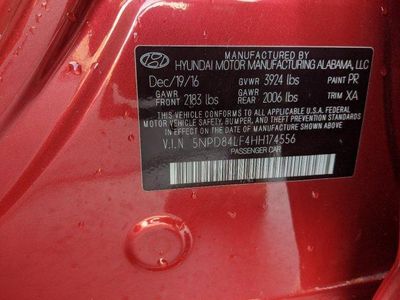 MANUFACTURED BY
HYUNDAI MOTOR MANUFACTURING ALABAMA, LLC
Dec/19/16 GVWR 3924 lbs PAINT PR
GAWR FRONT 2183 lbs GAWR REAR 2006 lbs TRIM XA
THIS VEHICLE CONFORMS TO ALL APPLICABLE U.S.A. FEDERAL
MOTOR VEHICLE SAFETY, BUMPER, AND THEFT PREVENTION STANDARDS
IN EFFECT ON THE DATE OF MANUFACTURE SHOWN ABOVE.
V.I.N 5NPD84LF4HH174556
PASSENGER CAR